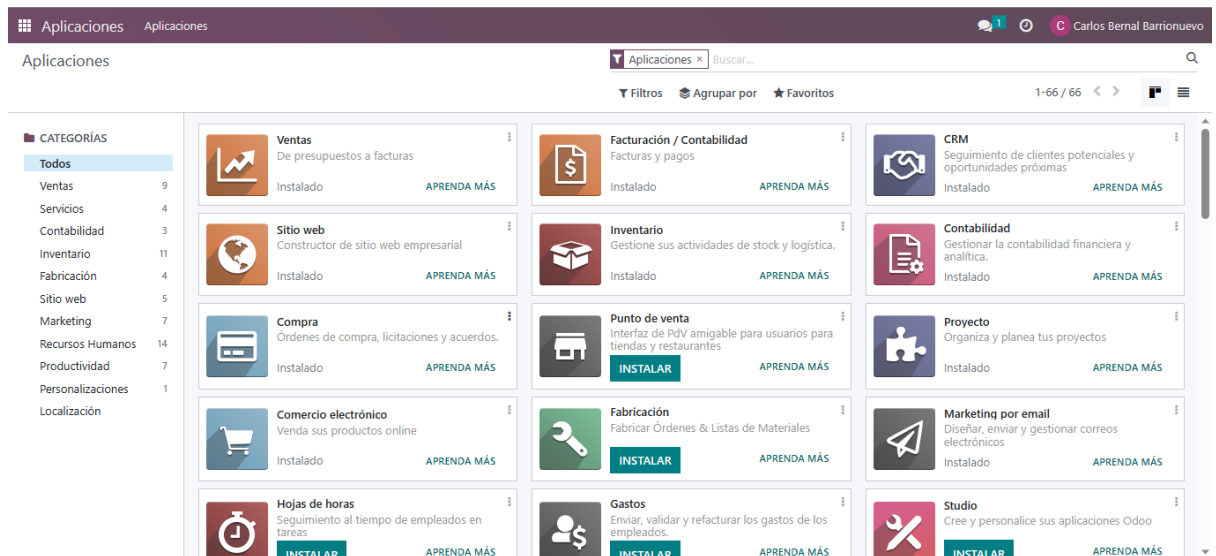 Aplicaciones Aplicaciones 1 C Carlos Bernal Barrionuevo
Aplicaciones
Aplicaciones × Buscar...
Filtros Agrupar por Favoritos 1-66 / 66
CATEGORÍAS
Todos
Ventas 9
Servicios 4
Contabilidad 3
Inventario 11
Fabricación 4
Sitio web 5
Marketing 7
Recursos Humanos 14
Productividad 7
Personalizaciones 1
Localización
Ventas
De presupuestos a facturas
Instalado APRENDA MÁS
Facturación / Contabilidad
Facturas y pagos
Instalado APRENDA MÁS
CRM
Seguimiento de clientes potenciales y
oportunidades próximas
Instalado APRENDA MÁS
Sitio web
Constructor de sitio web empresarial
Instalado APRENDA MÁS
Inventario
Gestione sus actividades de stock y logística.
Instalado APRENDA MÁS
Contabilidad
Gestionar la contabilidad financiera y
analítica.
Instalado APRENDA MÁS
Compra
Órdenes de compra, licitaciones y acuerdos.
Instalado APRENDA MÁS
Punto de venta
Interfaz de PdV amigable para usuarios para
tiendas y restaurantes
INSTALAR APRENDA MÁS
Proyecto
Organiza y planea tus proyectos
Instalado APRENDA MÁS
Comercio electrónico
Venda sus productos online
Instalado APRENDA MÁS
Fabricación
Fabricar Órdenes & Listas de Materiales
INSTALAR APRENDA MÁS
Marketing por email
Diseñar, enviar y gestionar correos
electrónicos
Instalado APRENDA MÁS
Hojas de horas
Seguimiento al tiempo de empleados en
tareas
INSTALAR APRENDA MÁS
Gastos
Enviar, validar y refacturar los gastos de los
empleados.
INSTALAR APRENDA MÁS
Studio
Cree y personalice sus aplicaciones Odoo
INSTALAR APRENDA MÁS